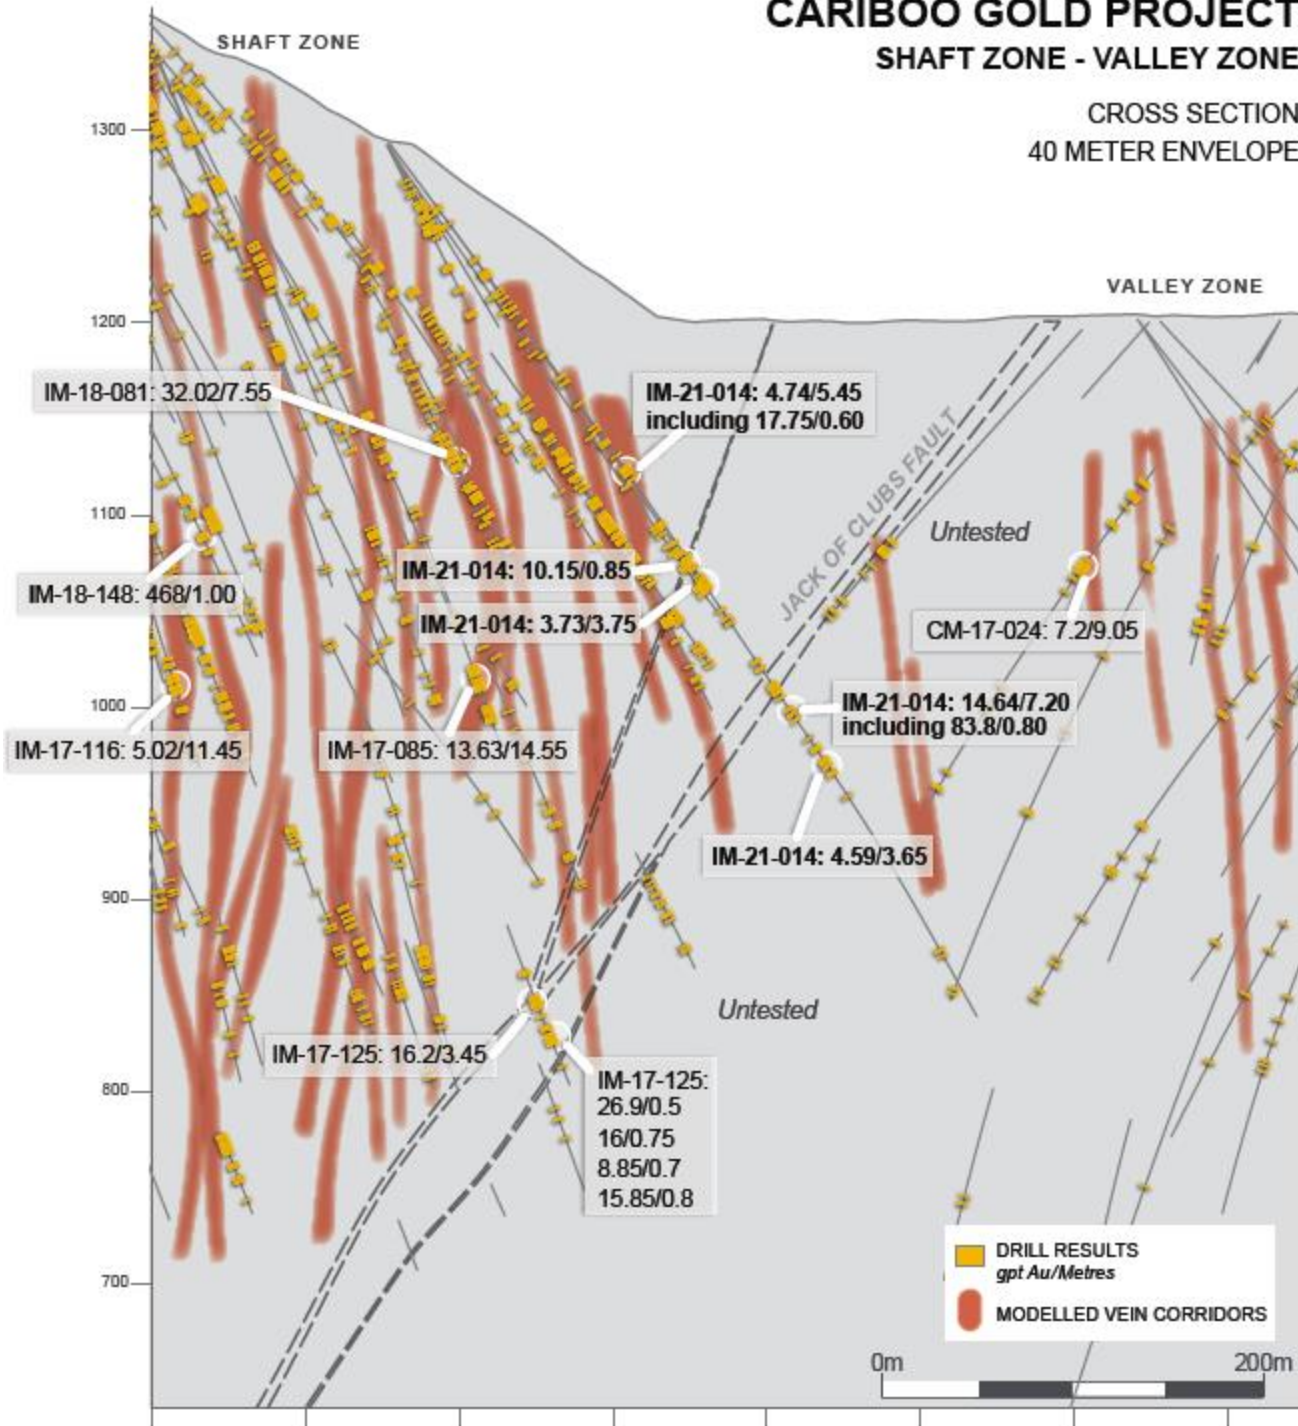 CARIBOO GOLD PROJECT
SHAFT ZONE - VALLEY ZONE
CROSS SECTION
40 METER ENVELOPE
SHAFT ZONE
VALLEY ZONE
1300
1200
1100
1000
900
800
700
IM-18-081: 32.02/7.55
IM-21-014: 4.74/5.45
including 17.75/0.60
JACK OF CLUBS FAULT
Untested
IM-21-014: 10.15/0.85
IM-18-148: 468/1.00
IM-21-014: 3.73/3.75
CM-17-024: 7.2/9.05
IM-21-014: 14.64/7.20
including 83.8/0.80
IM-17-116: 5.02/11.45
IM-17-085: 13.63/14.55
IM-21-014: 4.59/3.65
Untested
IM-17-125: 16.2/3.45
IM-17-125:
26.9/0.5
16/0.75
8.85/0.7
15.85/0.8
DRILL RESULTS
gpt Au/Metres
MODELLED VEIN CORRIDORS
0m
200m